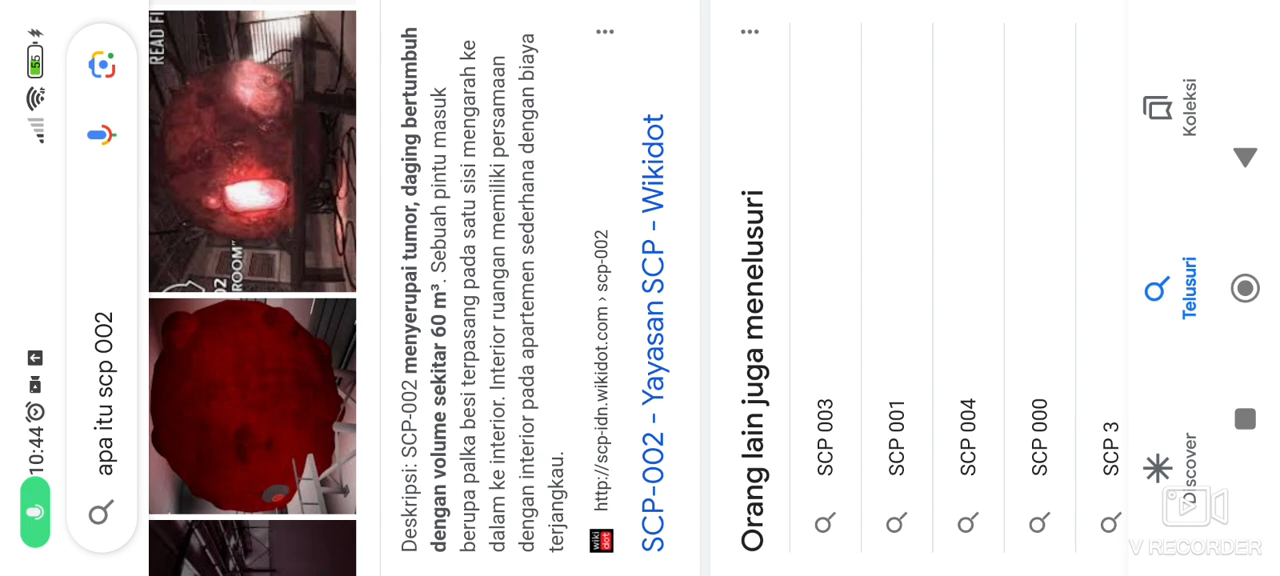 10:44
55
apa itu scp 002
READ FI
02
ROOM"
Deskripsi: SCP-002 menyerupai tumor, daging bertumbuh
dengan volume sekitar 60 m³. Sebuah pintu masuk
berupa palka besi terpasang pada satu sisi mengarah ke
dalam ke interior. Interior ruangan memiliki persamaan
dengan interior pada apartemen sederhana dengan biaya
terjangkau.
wiki
dot
http://scp-idn.wikidot.com › scp-002
SCP-002 - Yayasan SCP - Wikidot
Orang lain juga menelusuri
SCP 003
SCP 001
SCP 004
SCP 000
SCP 3
Discover
Telusuri
Koleksi
V RECORDER